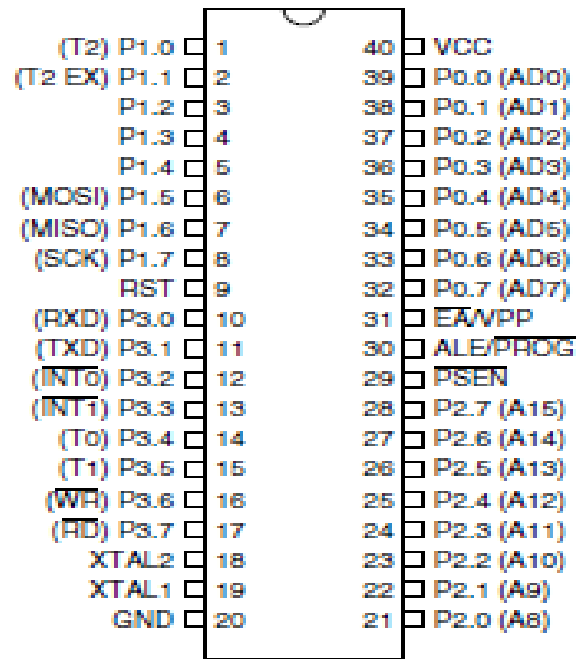 (T2) P1.0 1 40 VCC
(T2 EX) P1.1 2 39 P0.0 (AD0)
P1.2 3 38 P0.1 (AD1)
P1.3 4 37 P0.2 (AD2)
P1.4 5 36 P0.3 (AD3)
(MOSI) P1.5 6 35 P0.4 (AD4)
(MISO) P1.6 7 34 P0.5 (AD5)
(SCK) P1.7 8 33 P0.6 (AD6)
RST 9 32 P0.7 (AD7)
(RXD) P3.0 10 31 E̅A̅/VPP
(TXD) P3.1 11 30 ALE/P̅R̅O̅G̅
(I̅N̅T̅0̅) P3.2 12 29 P̅S̅E̅N̅
(I̅N̅T̅1̅) P3.3 13 28 P2.7 (A15)
(T0) P3.4 14 27 P2.6 (A14)
(T1) P3.5 15 26 P2.5 (A13)
(W̅R̅) P3.6 16 25 P2.4 (A12)
(R̅D̅) P3.7 17 24 P2.3 (A11)
XTAL2 18 23 P2.2 (A10)
XTAL1 19 22 P2.1 (A9)
GND 20 21 P2.0 (A8)